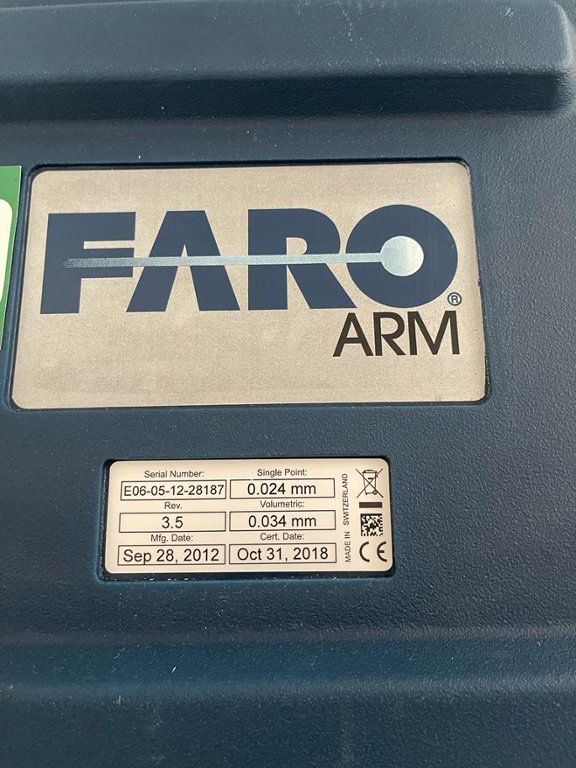 FARO®
ARM
Serial Number: Single Point:
E06-05-12-28187 0.024 mm
Rev. Volumetric:
3.5 0.034 mm
Mfg. Date: Cert. Date:
Sep 28, 2012 Oct 31, 2018
MADE IN SWITZERLAND
CE